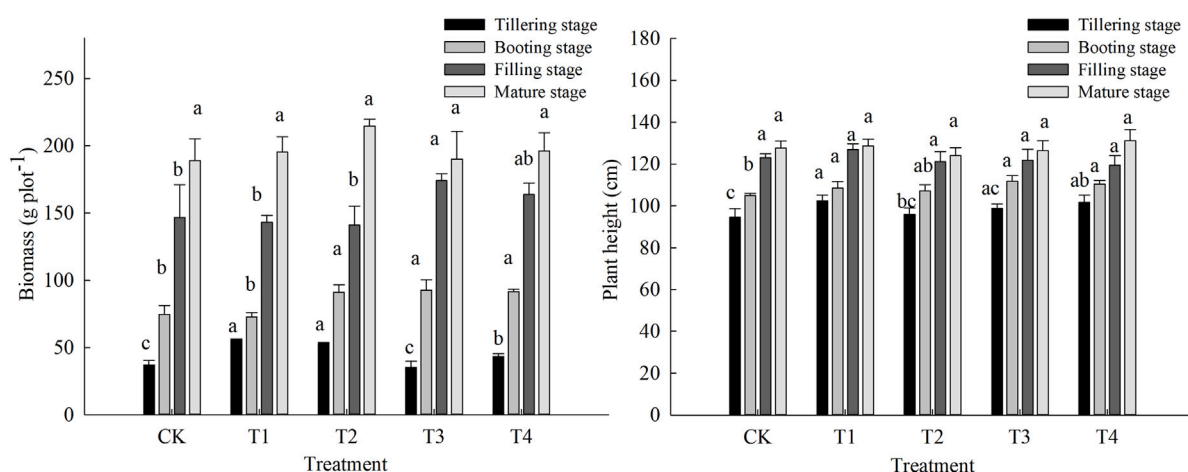 Tillering stage
Booting stage
Filling stage
Mature stage
250
200
150
100
50
0
Biomass (g plot-1)
c b b a
a b b a
a a b a
c a a a
b a ab a
CK T1 T2 T3 T4
Treatment
Tillering stage
Booting stage
Filling stage
Mature stage
180
160
140
120
100
80
60
40
20
0
Plant height (cm)
c b a a
a a a a
bc ab a a
ac a a a
ab a a a
CK T1 T2 T3 T4
Treatment